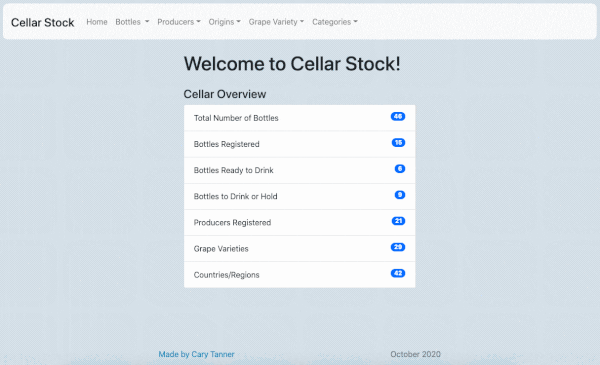 Cellar Stock Home Bottles Producers Origins Grape Variety Categories
Welcome to Cellar Stock!
Cellar Overview
Total Number of Bottles 46
Bottles Registered 15
Bottles Ready to Drink 6
Bottles to Drink or Hold 9
Producers Registered 21
Grape Varieties 29
Countries/Regions 42
Made by Cary Tanner October 2020